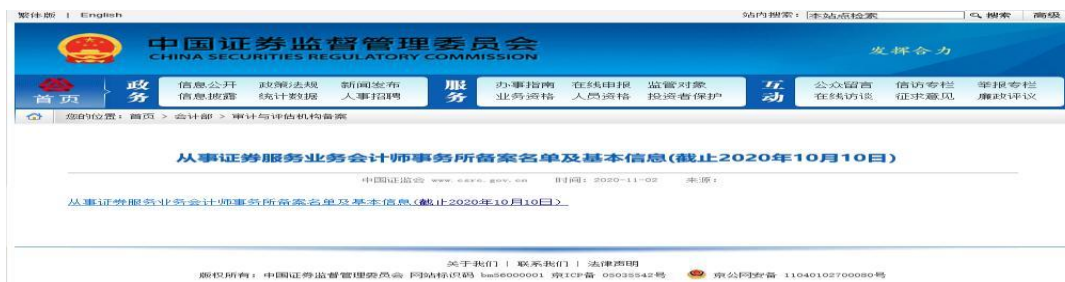 繁体版 | English 站内搜索: 本站点检索 搜索 高级
中国证券监督管理委员会
CHINA SECURITIES REGULATORY COMMISSION
发挥合力
首页
政务
信息公开 政策法规 新闻发布
信息披露 统计数据 人事招聘
服务
办事指南 在线申报 监管对象
业务资格 人员资格 投资者保护
互动
公众留言 信访专栏 举报专栏
在线访谈 征求意见 廉政评议
您的位置: 首页 > 会计部 > 审计与评估机构备案
从事证券服务业务会计师事务所备案名单及基本信息(截止2020年10月10日)
中国证监会 www.csrc.gov.cn 时间: 2020-11-02 来源:
从事证券服务业务会计师事务所备案名单及基本信息(截止2020年10月10日)
关于我们 | 联系我们 | 法律声明
版权所有: 中国证券监督管理委员会 网站标识码 bm56000001 京ICP备 05035542号 京公网安备 11040102700080号